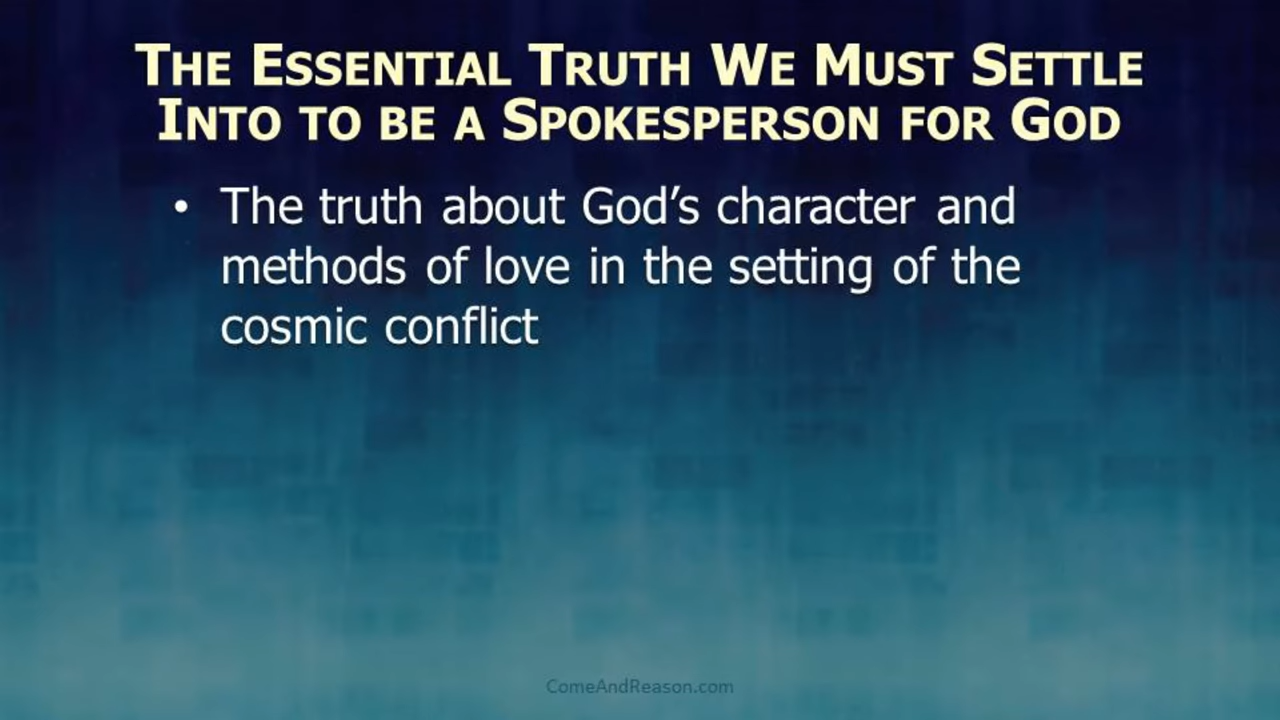 The Essential Truth We Must Settle
Into to be a Spokesperson for God
• The truth about God's character and
methods of love in the setting of the
cosmic conflict
ComeAndReason.com